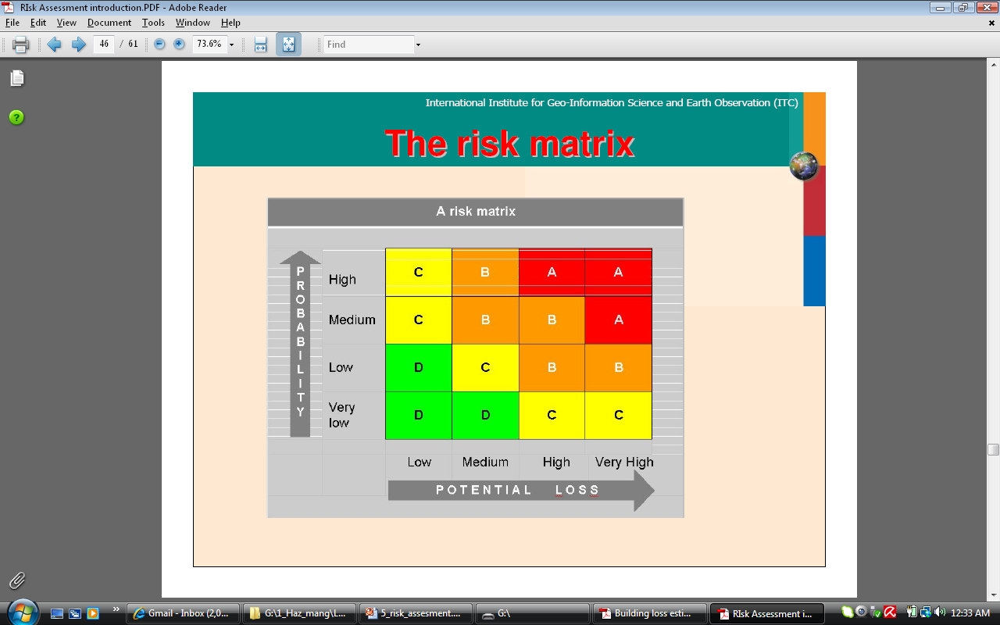 RIsk Assessment introduction.PDF - Adobe Reader
File Edit View Document Tools Window Help
46 / 61 73.6% Find
International Institute for Geo-Information Science and Earth Observation (ITC)
The risk matrix
A risk matrix
PROBABILITY
High C B A A
Medium C B B A
Low D C B B
Very low D D C C
Low Medium High Very High
POTENTIAL LOSS
Gmail - Inbox (2,0... G:\1_Haz_mang\L... 5_risk_assesment.... G:\ Building loss esti... RIsk Assessment i... 12:33 AM